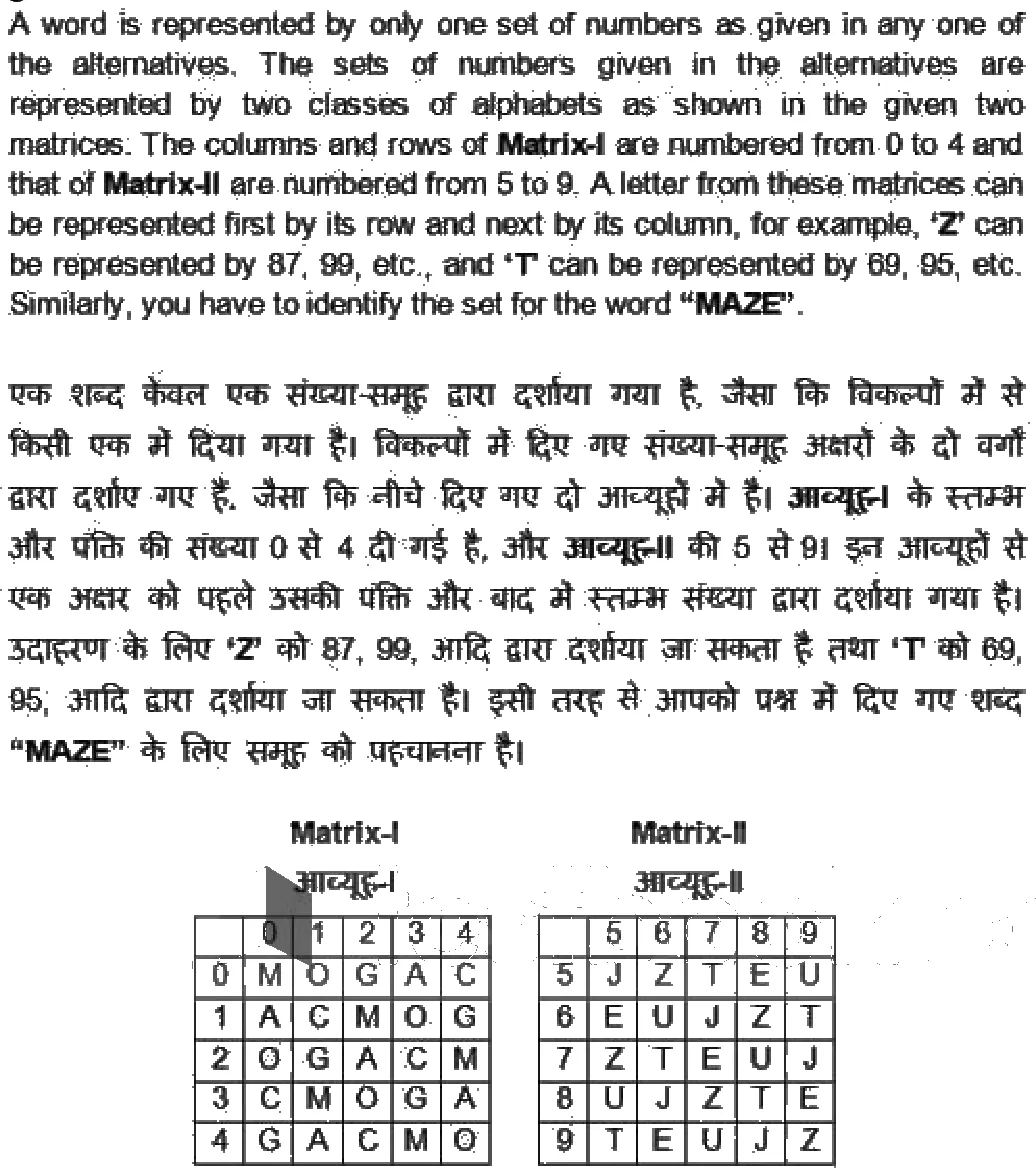 A word is represented by only one set of numbers as given in any one of
the alternatives. The sets of numbers given in the alternatives are
represented by two classes of alphabets as shown in the given two
matrices. The columns and rows of Matrix-I are numbered from 0 to 4 and
that of Matrix-II are numbered from 5 to 9. A letter from these matrices can
be represented first by its row and next by its column, for example, ‘Z’ can
be represented by 87, 99, etc., and ‘T’ can be represented by 69, 95, etc.
Similarly, you have to identify the set for the word “MAZE”.
एक शब्द केवल एक संख्या-समूह द्वारा दर्शाया गया है, जैसा कि विकल्पों में से
किसी एक में दिया गया है। विकल्पों में दिए गए संख्या-समूह अक्षरों के दो वर्गों
द्वारा दर्शाए गए हैं, जैसा कि नीचे दिए गए दो आव्यूहों में है। आव्यूह-I के स्तम्भ
और पंक्ति की संख्या 0 से 4 दी गई है, और आव्यूह-II की 5 से 9। इन आव्यूहों से
एक अक्षर को पहले उसकी पंक्ति और बाद में स्तम्भ संख्या द्वारा दर्शाया गया है।
उदाहरण के लिए ‘Z’ को 87, 99, आदि द्वारा दर्शाया जा सकता है तथा ‘T’ को 69,
95, आदि द्वारा दर्शाया जा सकता है। इसी तरह से आपको प्रश्न में दिए गए शब्द
“MAZE” के लिए समूह को पहचानना है।
Matrix-I Matrix-II
आव्यूह-I आव्यूह-II
0 1 2 3 4 5 6 7 8 9
0 M O G A C 5 J Z T E U
1 A C M O G 6 E U J Z T
2 O G A C M 7 Z T E U J
3 C M O G A 8 U J Z T E
4 G A C M O 9 T E U J Z